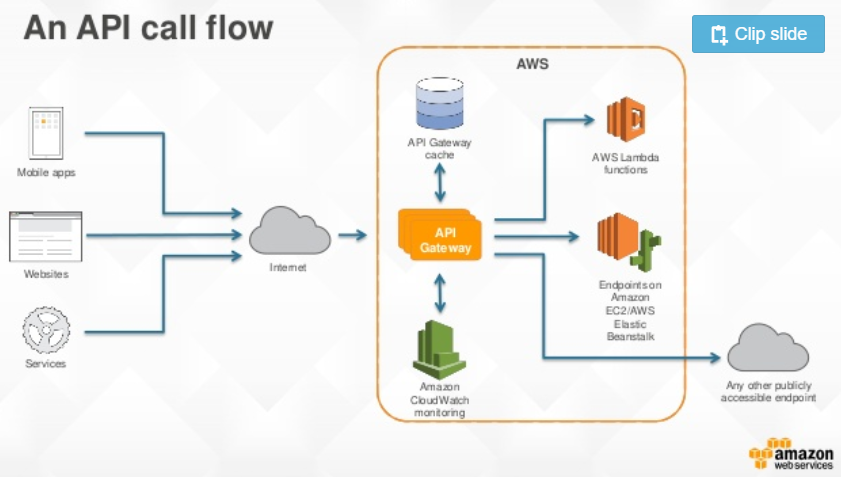 An API call flow
Clip slide
AWS
Mobile apps
Websites
Services
Internet
API Gateway
cache
API
Gateway
Amazon
CloudWatch
monitoring
AWS Lambda
functions
Endpoints on
Amazon
EC2/AWS
Elastic
Beanstalk
Any other publicly
accessible endpoint
amazon
web services